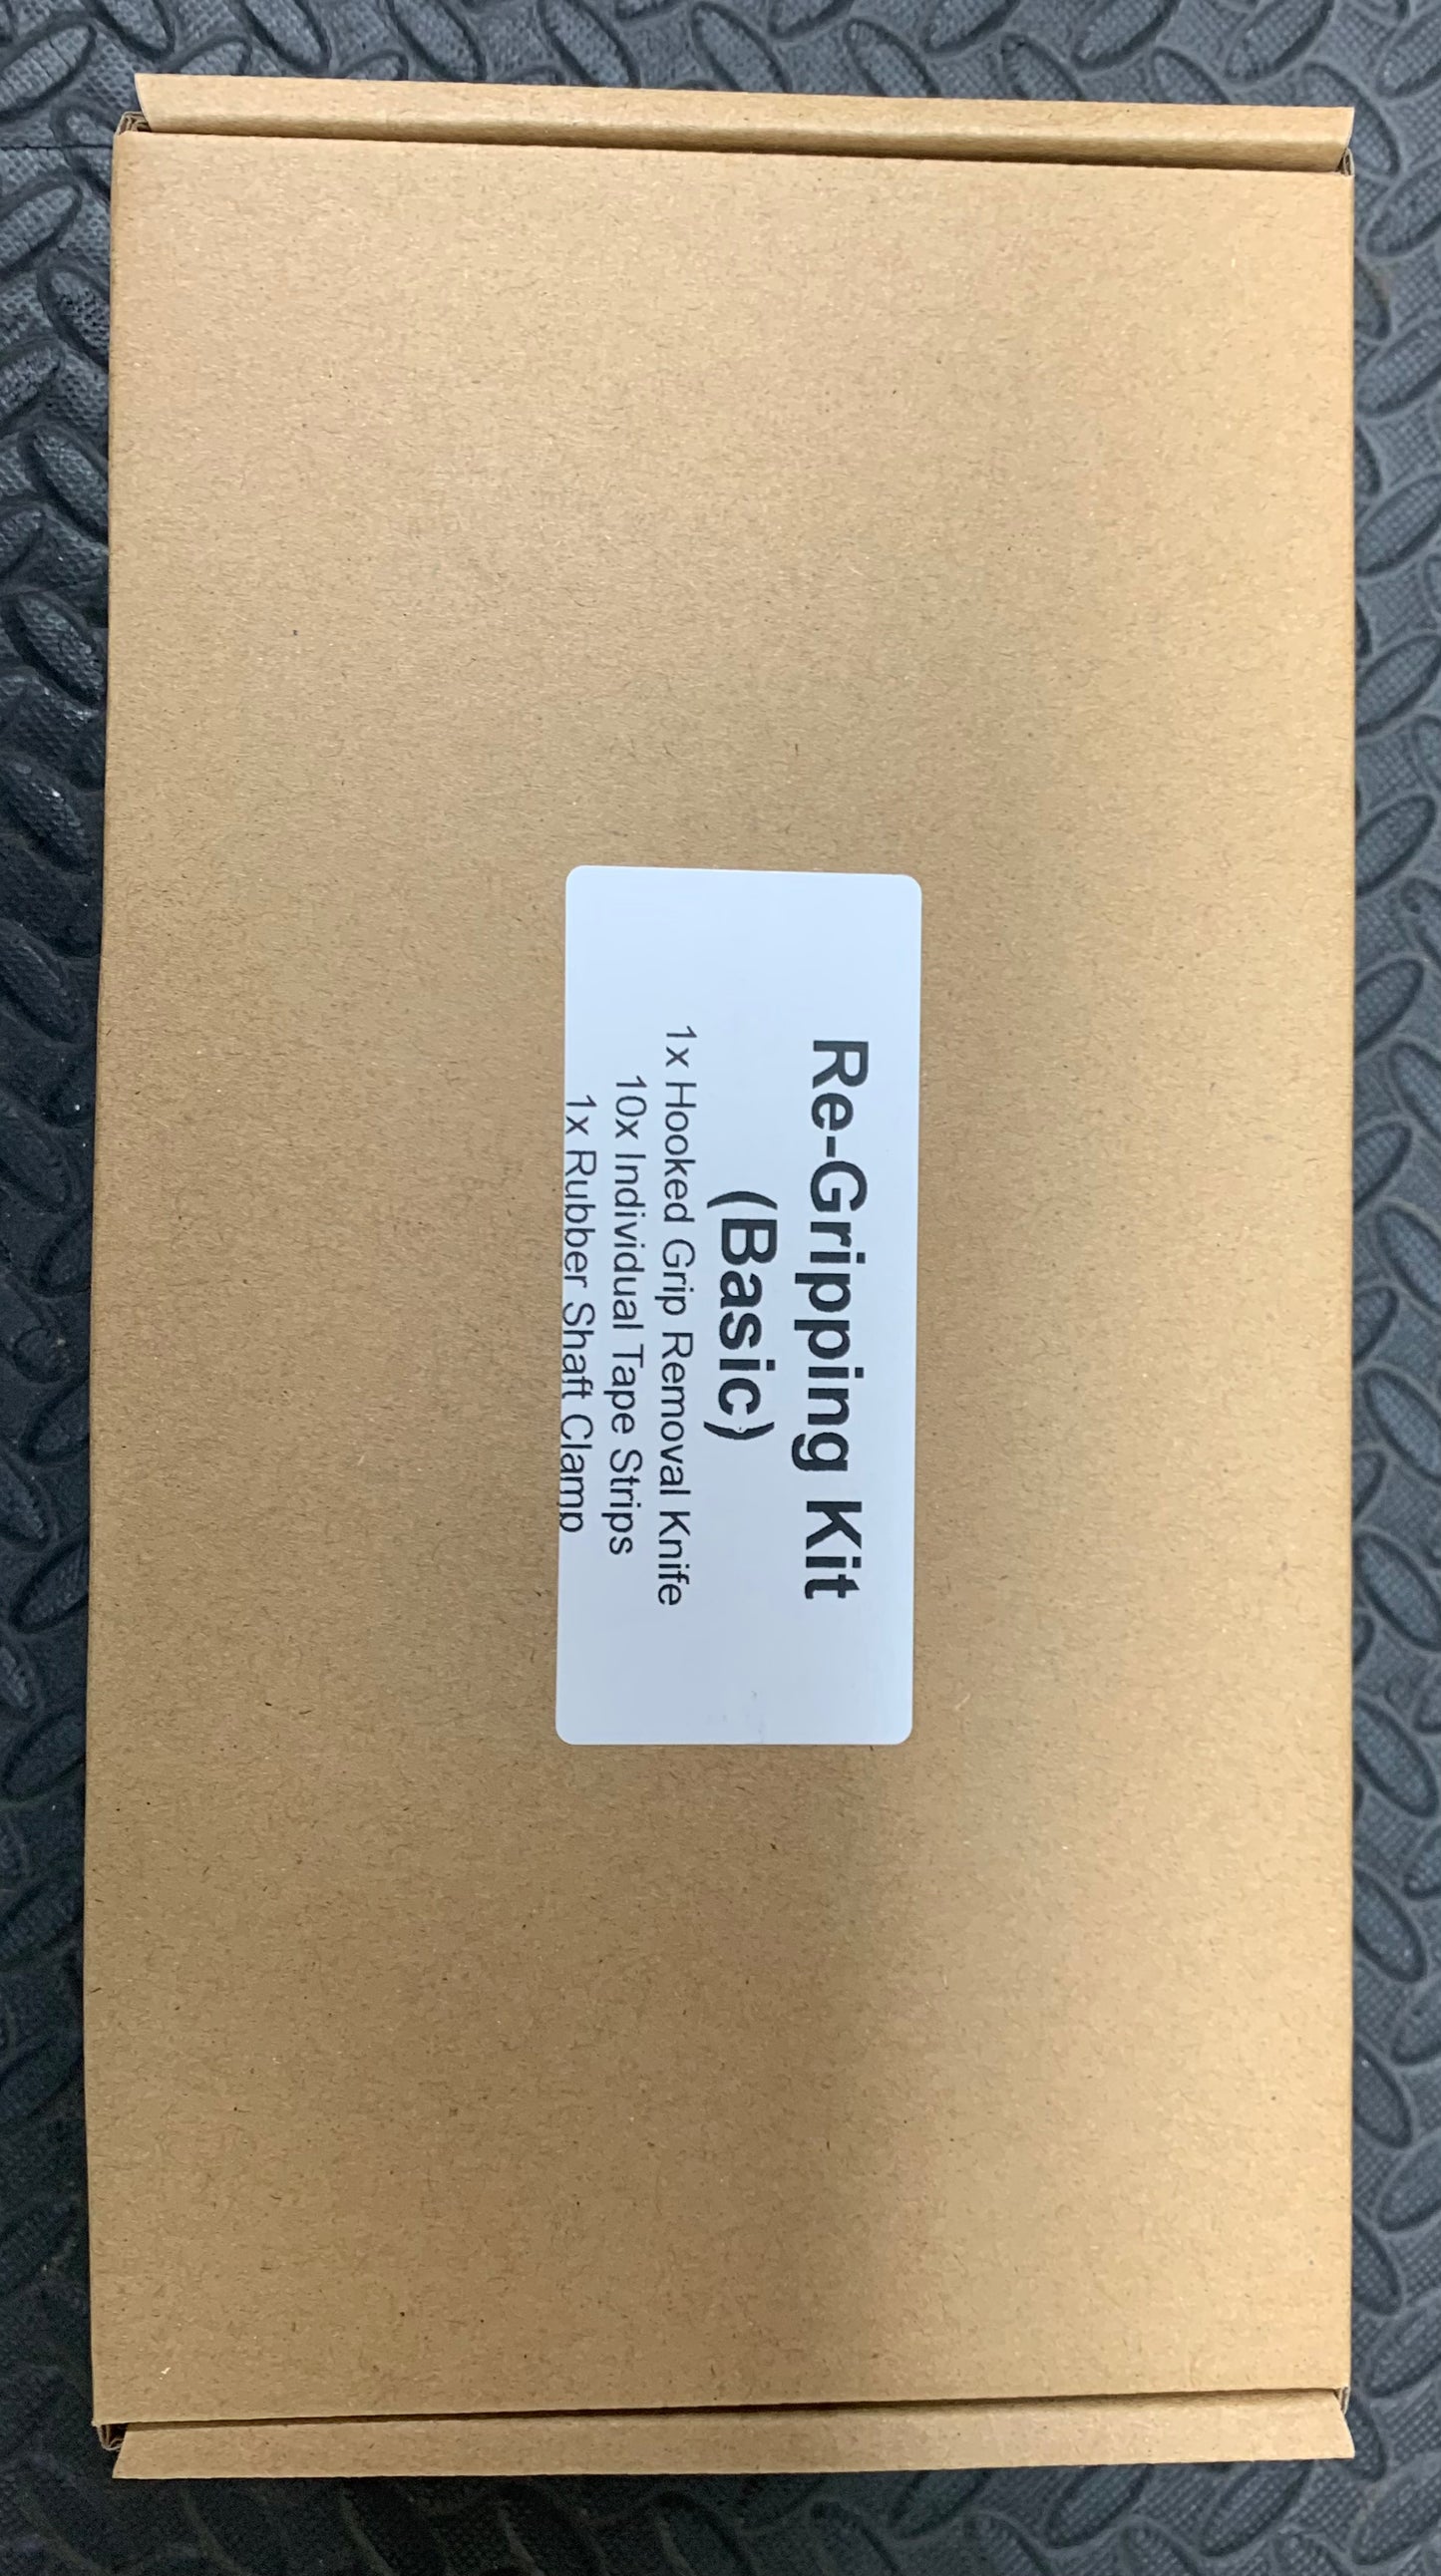 Re-Gripping Kit
(Basic)
1x Hooked Grip Removal Knife
10x Individual Tape Strips
1x Rubber Shaft Clamp